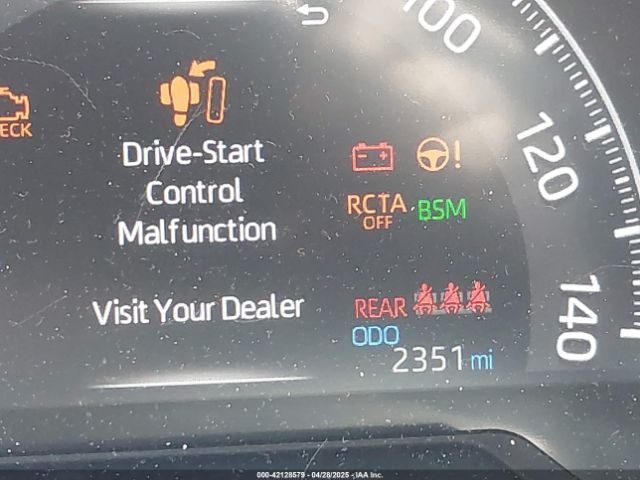 100
ECK
Drive-Start
Control
Malfunction
120
RCTA
OFF
BSM
Visit Your Dealer
REAR
140
ODO
2351 mi
000-42128579 - 04/28/2025 - IAA Inc.